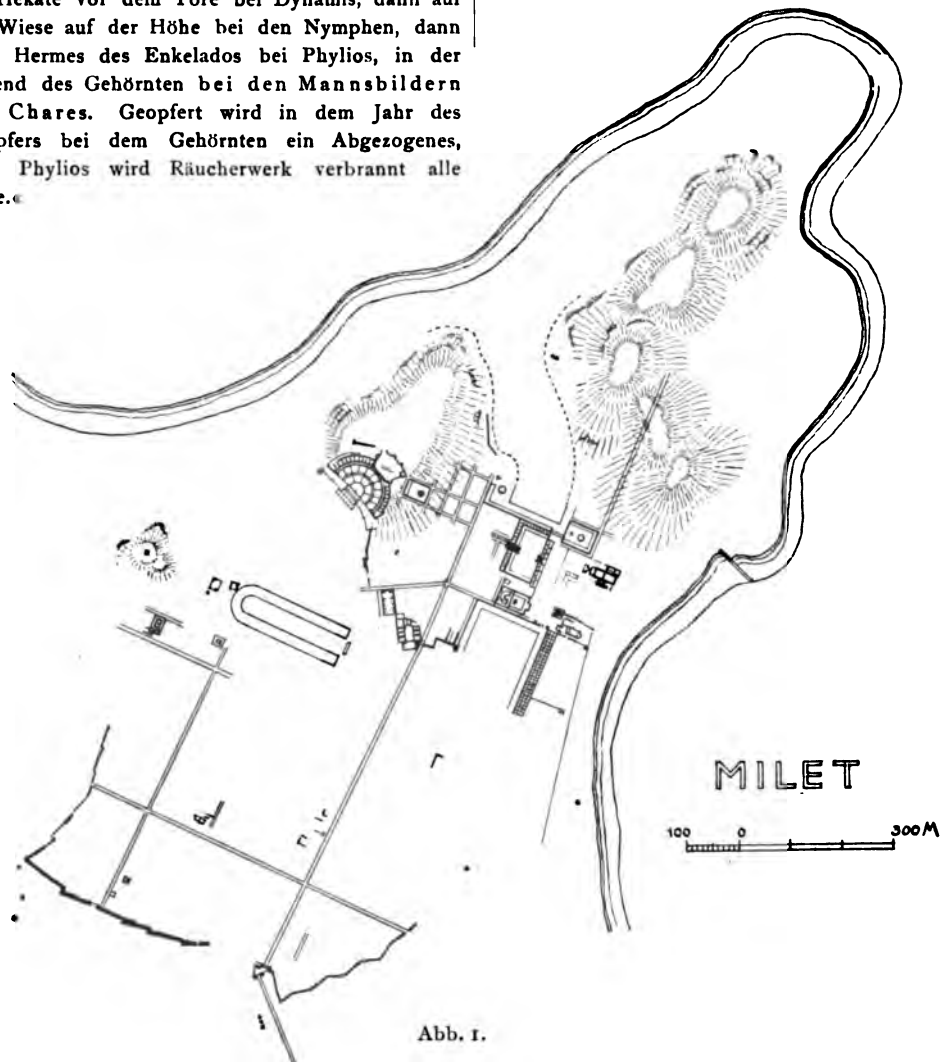 Hekate vor dem Tore bei Dynamis, dann auf
Wiese auf der Höhe bei den Nymphen, dann
Hermes des Enkelados bei Phylios, in der
end des Gehörnten bei den Mannsbildern
Chares. Geopfert wird in dem Jahr des
pfers bei dem Gehörnten ein Abgezogenes,
Phylios wird Räucherwerk verbrannt alle
e.«
MILET
100 0 300 M
Abb. 1.